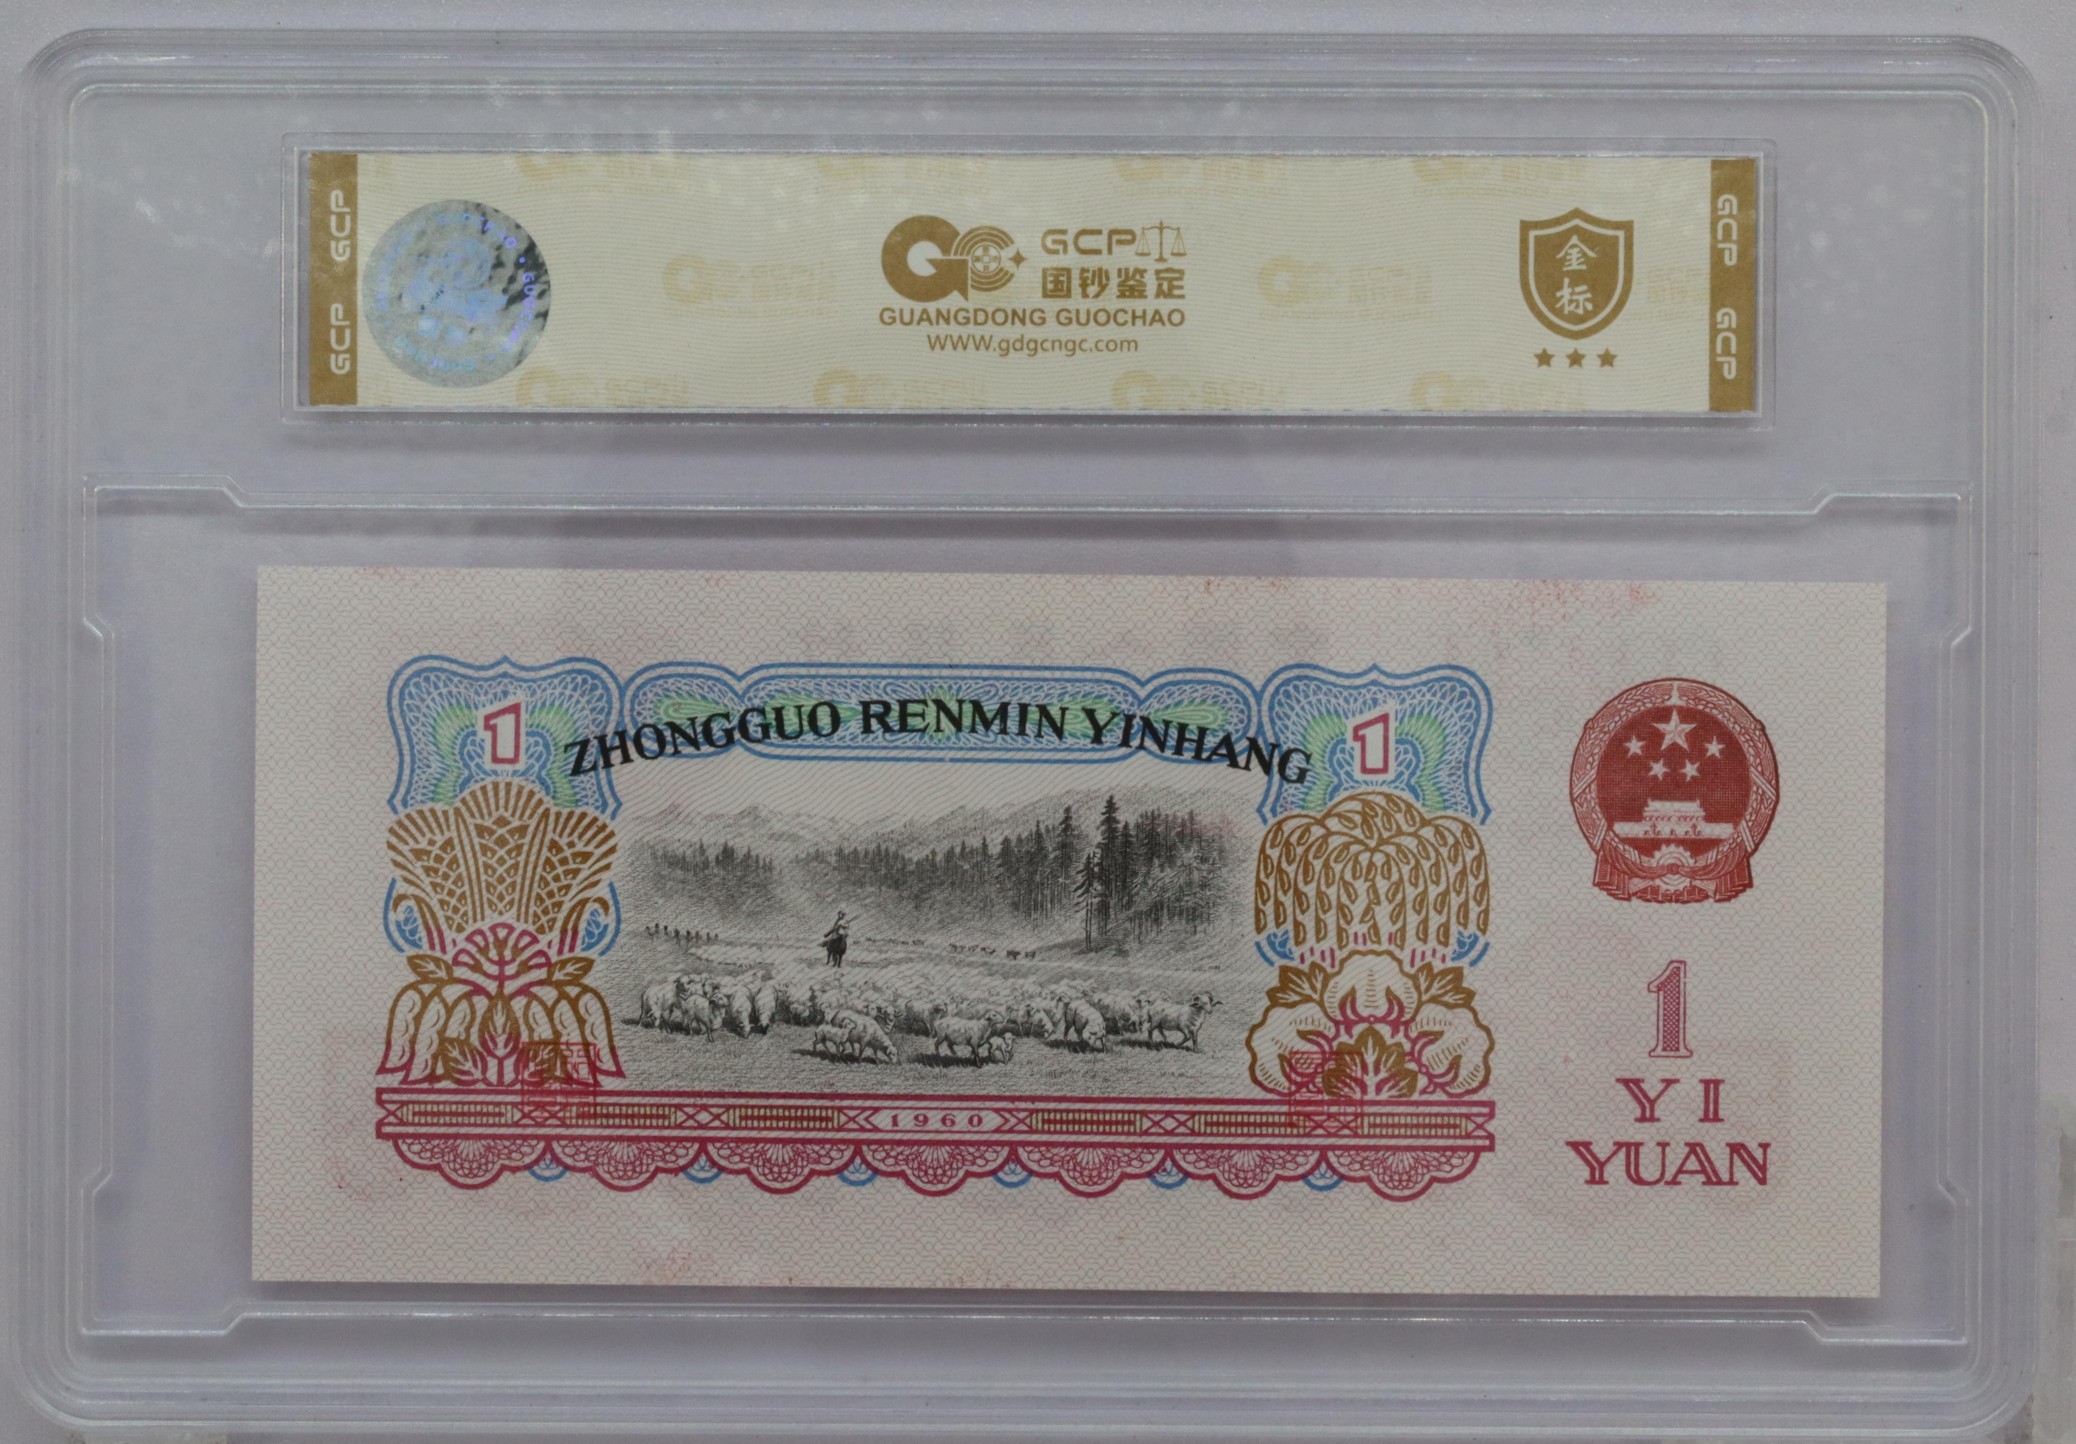 GCP
GCP
GCP
国钞鉴定
GUANGDONG GUOCHAO
WWW.gdgcngc.com
金标
GCP
GCP
1
ZHONGGUO RENMIN YINHANG
1
1960
1
YI
YUAN